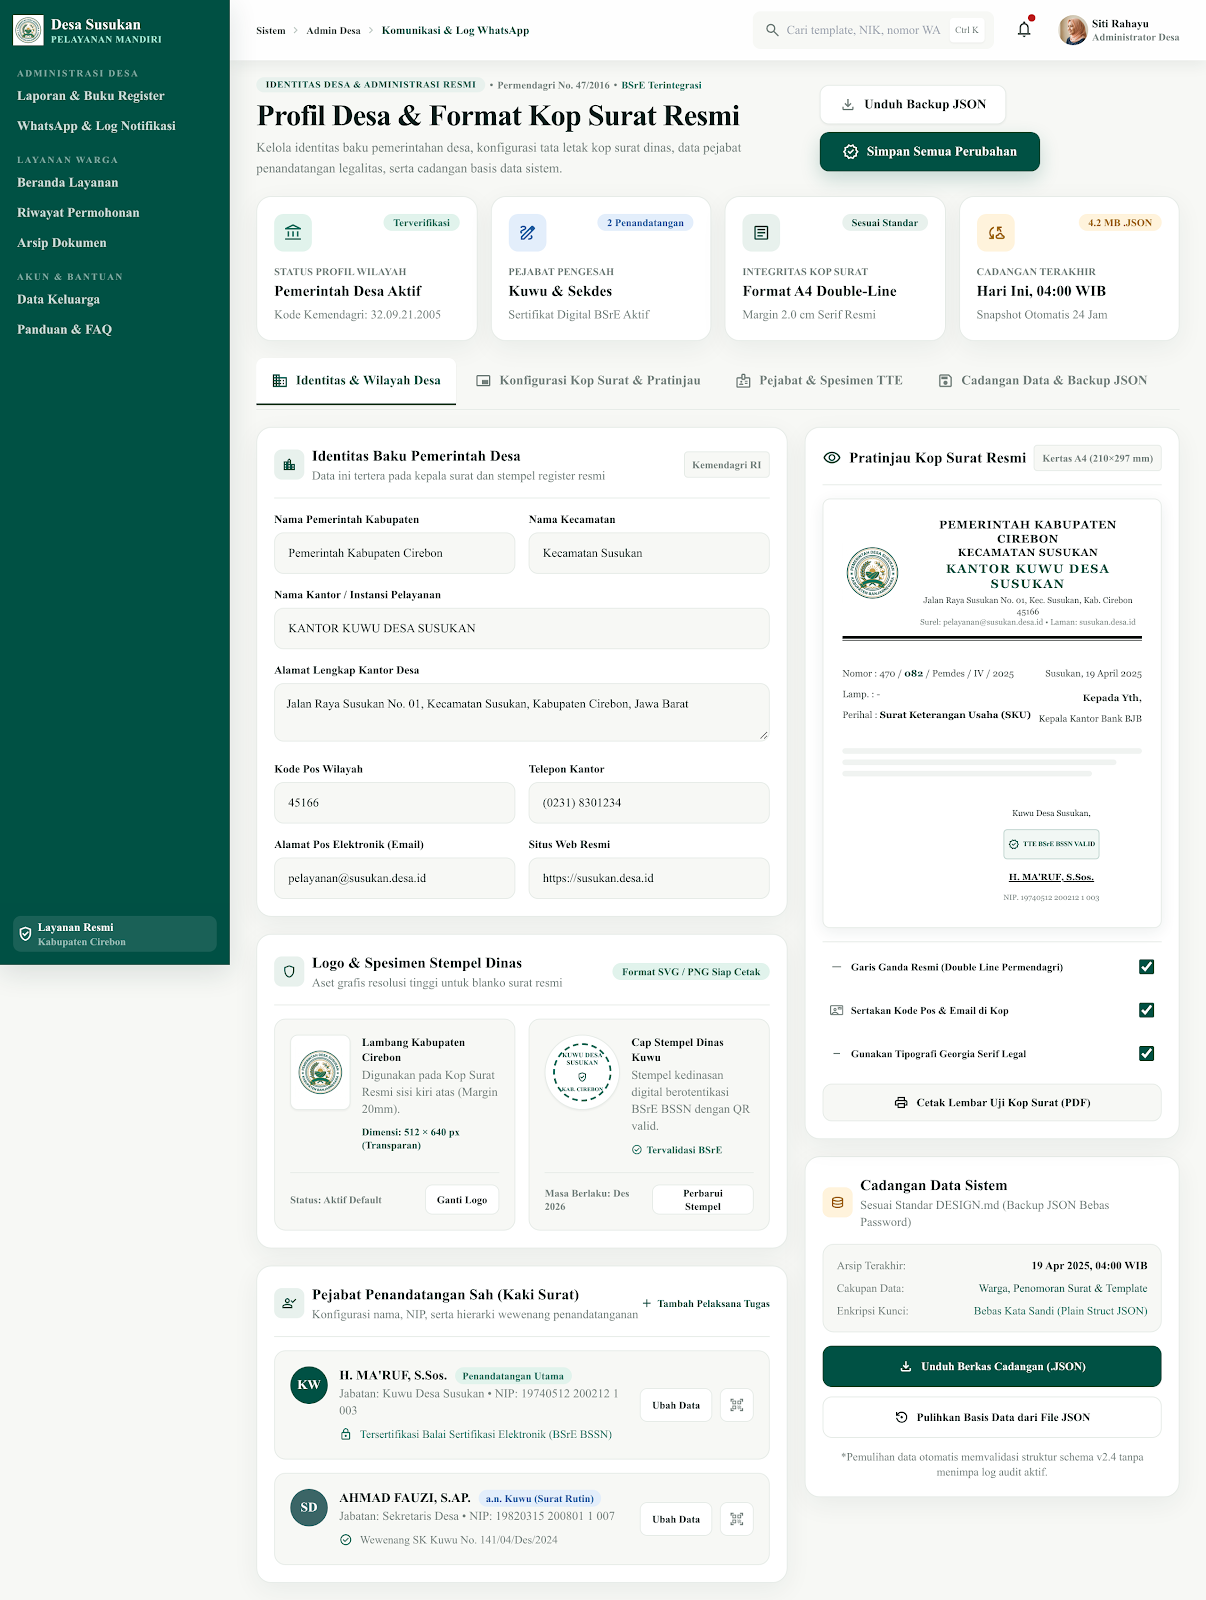 Desa Susukan
PELAYANAN MANDIRI
ADMINISTRASI DESA
Laporan & Buku Register
WhatsApp & Log Notifikasi
LAYANAN WARGA
Beranda Layanan
Riwayat Permohonan
Arsip Dokumen
AKUN & BANTUAN
Data Keluarga
Panduan & FAQ
Layanan Resmi
Kabupaten Cirebon
Sistem > Admin Desa > Komunikasi & Log WhatsApp
Cari template, NIK, nomor WA
Ctrl K
Siti Rahayu
Administrator Desa
IDENTITAS DESA & ADMINISTRASI RESMI • Permendagri No. 47/2016 • BSrE Terintegrasi
Profil Desa & Format Kop Surat Resmi
Kelola identitas baku pemerintahan desa, konfigurasi tata letak kop surat dinas, data pejabat
penandatangan legalitas, serta cadangan basis data sistem.
Unduh Backup JSON
Simpan Semua Perubahan
Terverifikasi
STATUS PROFIL WILAYAH
Pemerintah Desa Aktif
Kode Kemendagri: 32.09.21.2005
2 Penandatangan
PEJABAT PENGESAH
Kuwu & Sekdes
Sertifikat Digital BSrE Aktif
Sesuai Standar
INTEGRITAS KOP SURAT
Format A4 Double-Line
Margin 2.0 cm Serif Resmi
4.2 MB .JSON
CADANGAN TERAKHIR
Hari Ini, 04:00 WIB
Snapshot Otomatis 24 Jam
Identitas & Wilayah Desa
Konfigurasi Kop Surat & Pratinjau
Pejabat & Spesimen TTE
Cadangan Data & Backup JSON
Identitas Baku Pemerintah Desa
Data ini tertera pada kepala surat dan stempel register resmi
Kemendagri RI
Nama Pemerintah Kabupaten
Pemerintah Kabupaten Cirebon
Nama Kecamatan
Kecamatan Susukan
Nama Kantor / Instansi Pelayanan
KANTOR KUWU DESA SUSUKAN
Alamat Lengkap Kantor Desa
Jalan Raya Susukan No. 01, Kecamatan Susukan, Kabupaten Cirebon, Jawa Barat
Kode Pos Wilayah
45166
Telepon Kantor
(0231) 8301234
Alamat Pos Elektronik (Email)
pelayanan@susukan.desa.id
Situs Web Resmi
https://susukan.desa.id
Logo & Spesimen Stempel Dinas
Aset grafis resolusi tinggi untuk blanko surat resmi
Format SVG / PNG Siap Cetak
Lambang Kabupaten
Cirebon
Digunakan pada Kop Surat
Resmi sisi kiri atas (Margin
20mm).
Dimensi: 512 × 640 px
(Transparan)
Status: Aktif Default
Ganti Logo
KUWU DESA
SUSUKAN
KAB. CIREBON
Cap Stempel Dinas
Kuwu
Stempel kedinasan
digital berotentikasi
BSrE BSSN dengan QR
valid.
Tervalidasi BSrE
Masa Berlaku: Des
2026
Perbarui
Stempel
Pejabat Penandatangan Sah (Kaki Surat)
Konfigurasi nama, NIP, serta hierarki wewenang penandatanganan
+ Tambah Pelaksana Tugas
KW
H. MA'RUF, S.Sos.
Penandatangan Utama
Jabatan: Kuwu Desa Susukan • NIP: 19740512 200212 1
003
Tersertifikasi Balai Sertifikasi Elektronik (BSrE BSSN)
Ubah Data
SD
AHMAD FAUZI, S.AP.
a.n. Kuwu (Surat Rutin)
Jabatan: Sekretaris Desa • NIP: 19820315 200801 1 007
Wewenang SK Kuwu No. 141/04/Des/2024
Ubah Data
Pratinjau Kop Surat Resmi
Kertas A4 (210×297 mm)
PEMERINTAH KABUPATEN
CIREBON
KECAMATAN SUSUKAN
KANTOR KUWU DESA
SUSUKAN
Jalan Raya Susukan No. 01, Kec. Susukan, Kab. Cirebon
45166
Surel: pelayanan@susukan.desa.id • Laman: susukan.desa.id
Nomor : 470 / 082 / Pemdes / IV / 2025
Susukan, 19 April 2025
Lamp. : -
Kepada Yth,
Perihal : Surat Keterangan Usaha (SKU)
Kepala Kantor Bank BJB
Kuwu Desa Susukan,
TTE BSrE BSSN VALID
H. MA'RUF, S.Sos.
NIP. 19740512 200212 1 003
Garis Ganda Resmi (Double Line Permendagri)
Sertakan Kode Pos & Email di Kop
Gunakan Tipografi Georgia Serif Legal
Cetak Lembar Uji Kop Surat (PDF)
Cadangan Data Sistem
Sesuai Standar DESIGN.md (Backup JSON Bebas
Password)
Arsip Terakhir:
19 Apr 2025, 04:00 WIB
Cakupan Data:
Warga, Penomoran Surat & Template
Enkripsi Kunci:
Bebas Kata Sandi (Plain Struct JSON)
Unduh Berkas Cadangan (.JSON)
Pulihkan Basis Data dari File JSON
*Pemulihan data otomatis memvalidasi struktur schema v2.4 tanpa
menimpa log audit aktif.